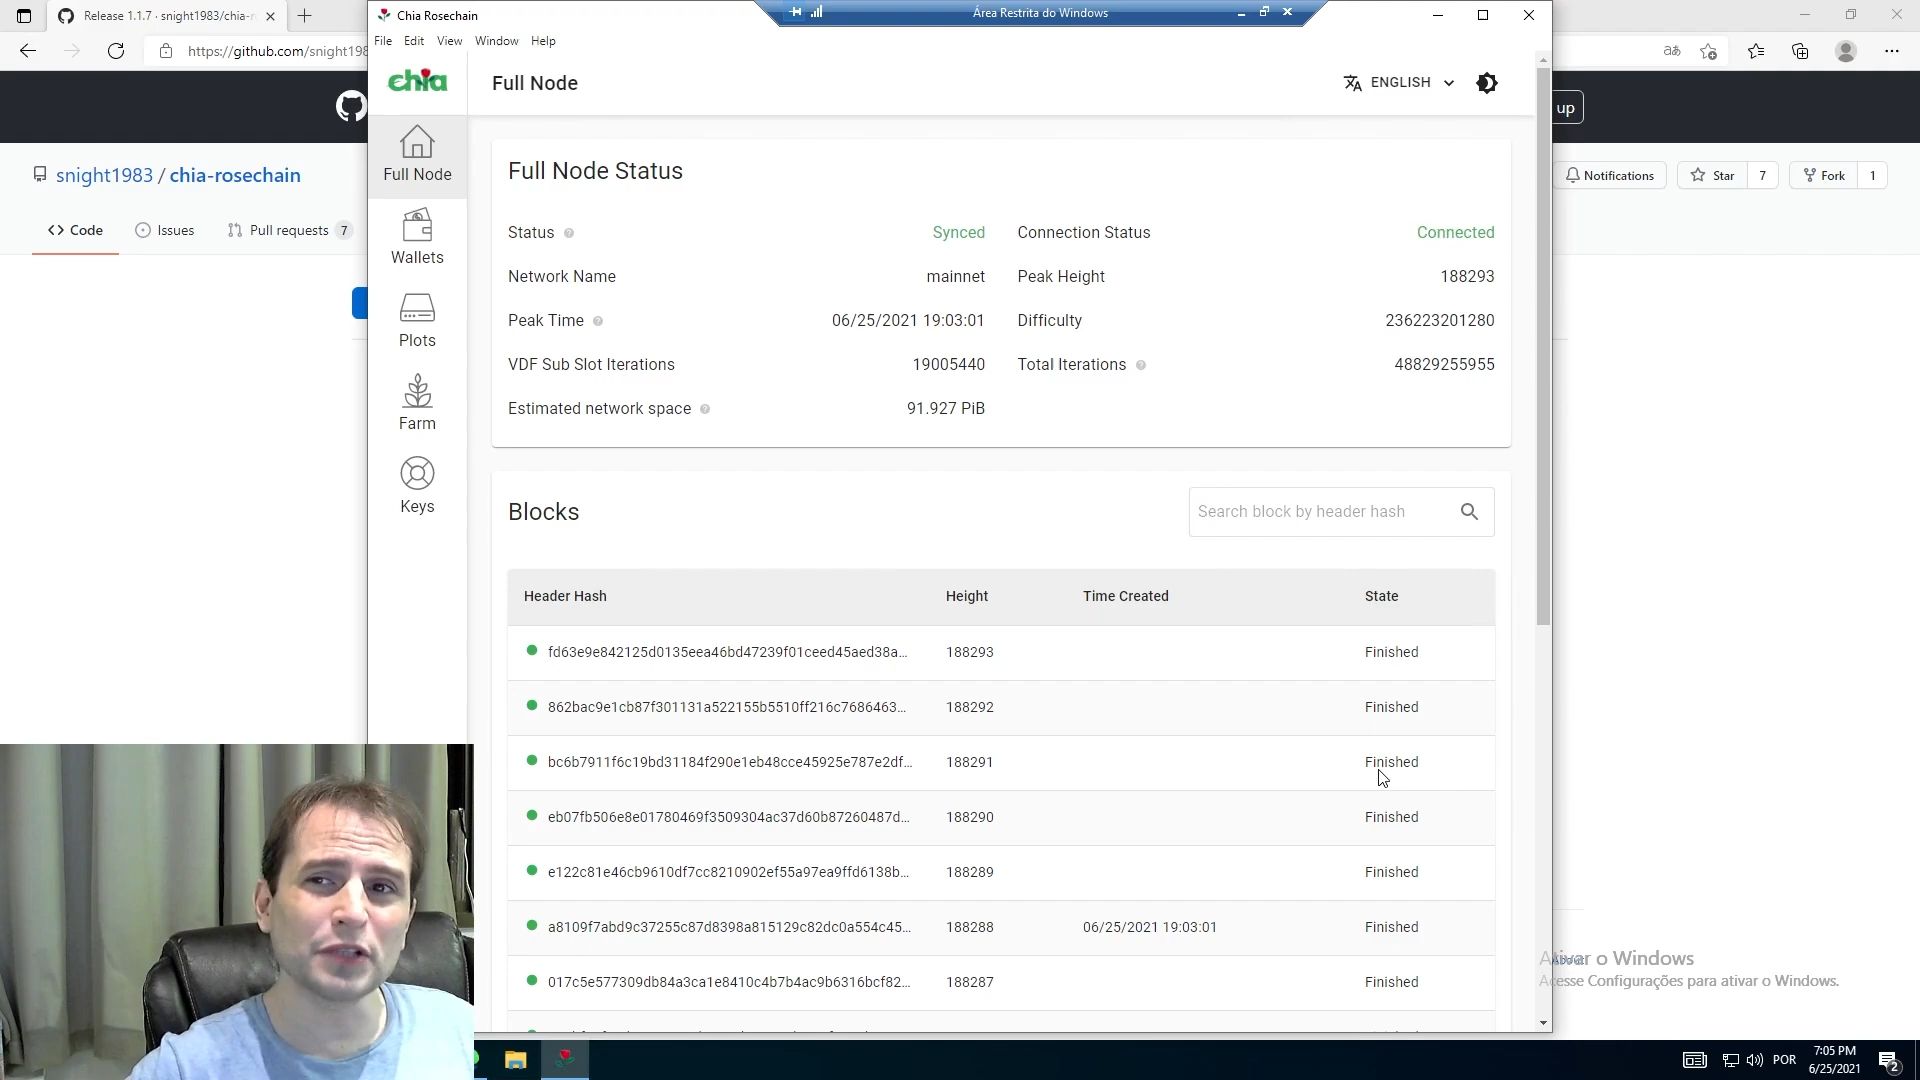 Release 1.1.7 · snight1983/chia-r
https://github.com/snight198
snight1983 / chia-rosechain
Code
Issues
Pull requests 7
Chia Rosechain
Área Restrita do Windows
File Edit View Window Help
chia
Full Node
ENGLISH
Full Node
Wallets
Plots
Farm
Keys
Full Node Status
Status Synced Connection Status Connected
Network Name mainnet Peak Height 188293
Peak Time 06/25/2021 19:03:01 Difficulty 236223201280
VDF Sub Slot Iterations 19005440 Total Iterations 48829255955
Estimated network space 91.927 PiB
Blocks
Search block by header hash
Header Hash Height Time Created State
fd63e9e842125d0135eea46bd47239f01ceed45aed38a... 188293 Finished
862bac9e1cb87f301131a522155b5510ff216c7686463... 188292 Finished
bc6b7911f6c19bd31184f290e1eb48cce45925e787e2df... 188291 Finished
eb07fb506e8e01780469f3509304ac37d60b87260487d... 188290 Finished
e122c81e46cb9610df7cc8210902ef55a97ea9ffd6138b... 188289 Finished
a8109f7abd9c37255c87d8398a815129c82dc0a554c45... 188288 06/25/2021 19:03:01 Finished
017c5e577309db84a3ca1e8410c4b7b4ac9b6316bcf82... 188287 Finished
up
Notifications
Star 7
Fork 1
Ativar o Windows
Acesse Configurações para ativar o Windows.
About
POR
7:05 PM
6/25/2021
2